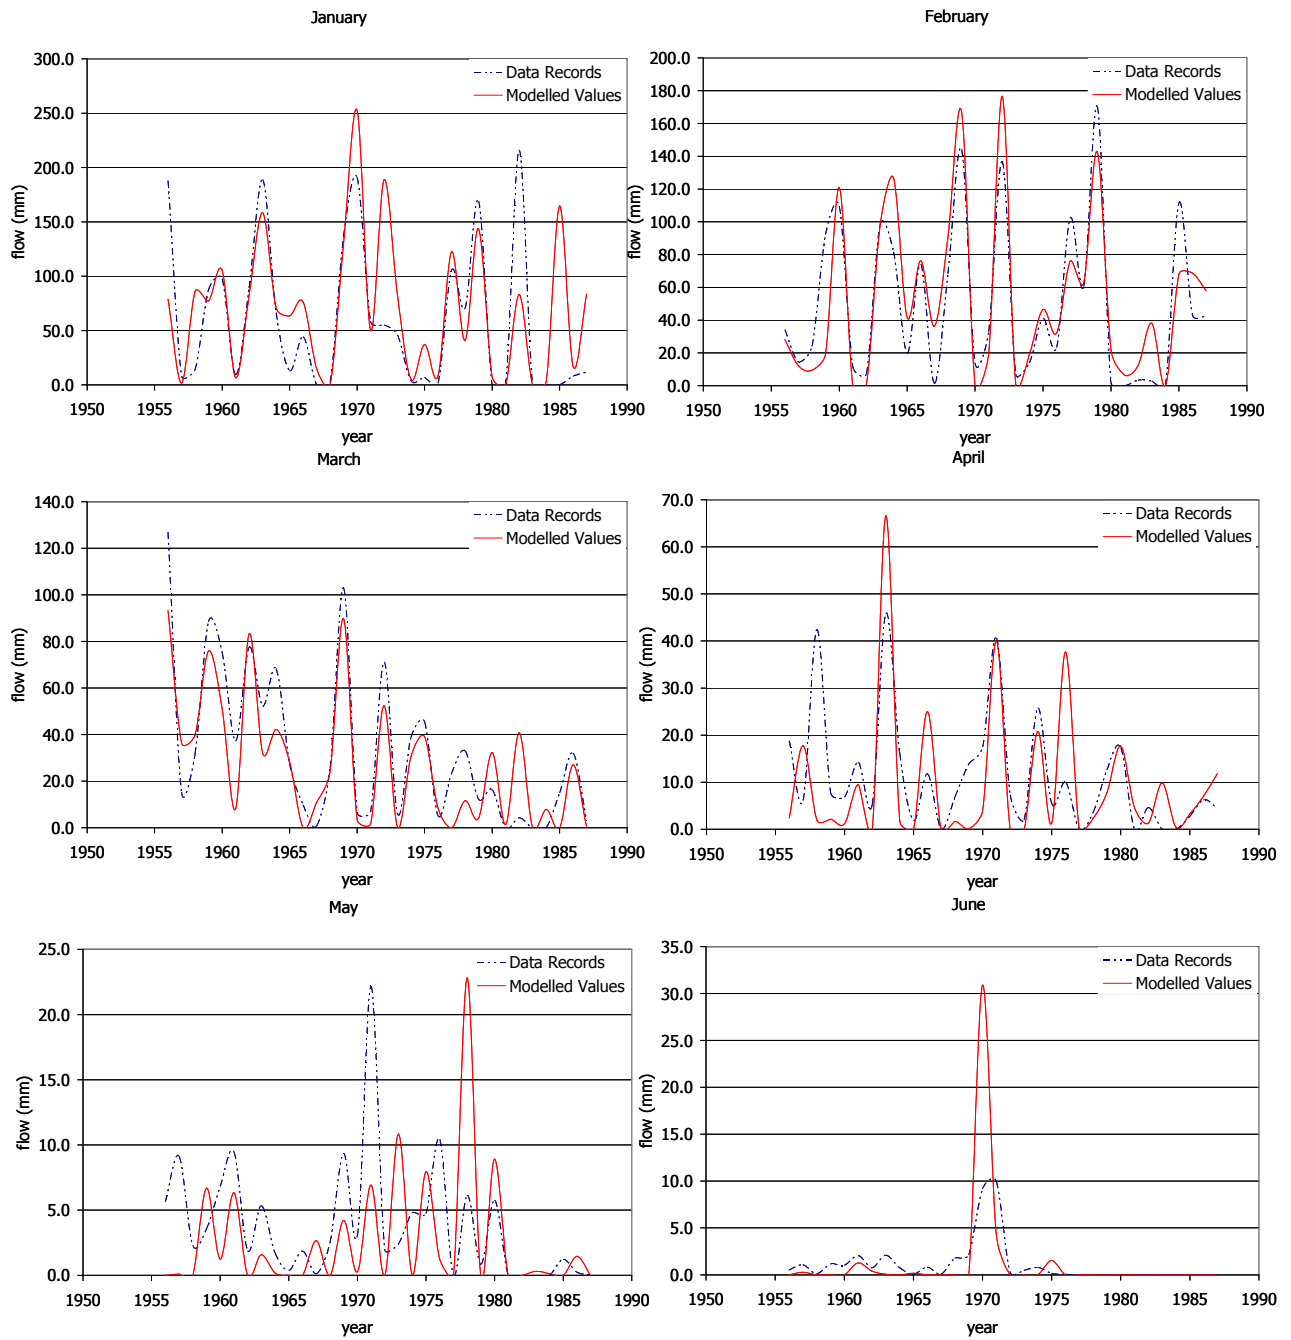 January
300.0
250.0
200.0
150.0
100.0
50.0
0.0
flow (mm)
Data Records
Modelled Values
1950 1955 1960 1965 1970 1975 1980 1985 1990
year
February
200.0
180.0
160.0
140.0
120.0
100.0
80.0
60.0
40.0
20.0
0.0
flow (mm)
Data Records
Modelled Values
1950 1955 1960 1965 1970 1975 1980 1985 1990
year
March
140.0
120.0
100.0
80.0
60.0
40.0
20.0
0.0
flow (mm)
Data Records
Modelled Values
1950 1955 1960 1965 1970 1975 1980 1985 1990
year
April
70.0
60.0
50.0
40.0
30.0
20.0
10.0
0.0
flow (mm)
Data Records
Modelled Values
1950 1955 1960 1965 1970 1975 1980 1985 1990
year
May
25.0
20.0
15.0
10.0
5.0
0.0
flow (mm)
Data Records
Modelled Values
1950 1955 1960 1965 1970 1975 1980 1985 1990
year
June
35.0
30.0
25.0
20.0
15.0
10.0
5.0
0.0
flow (mm)
Data Records
Modelled Values
1950 1955 1960 1965 1970 1975 1980 1985 1990
year